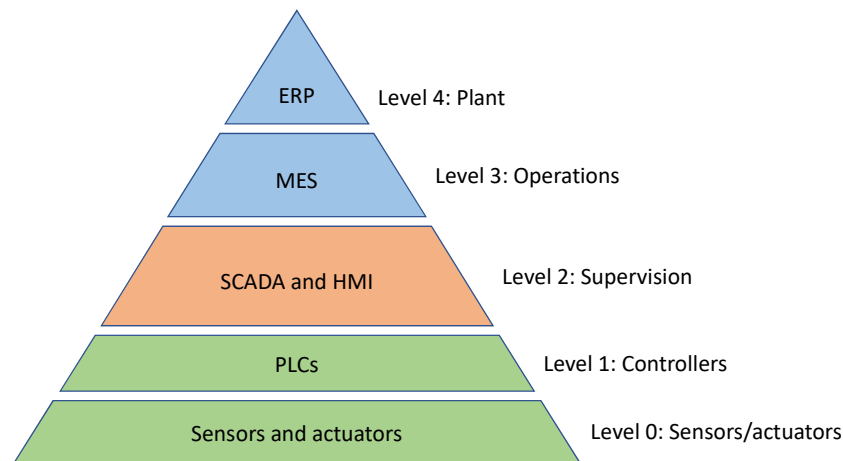 ERP
Level 4: Plant
MES
Level 3: Operations
SCADA and HMI
Level 2: Supervision
PLCs
Level 1: Controllers
Sensors and actuators
Level 0: Sensors/actuators